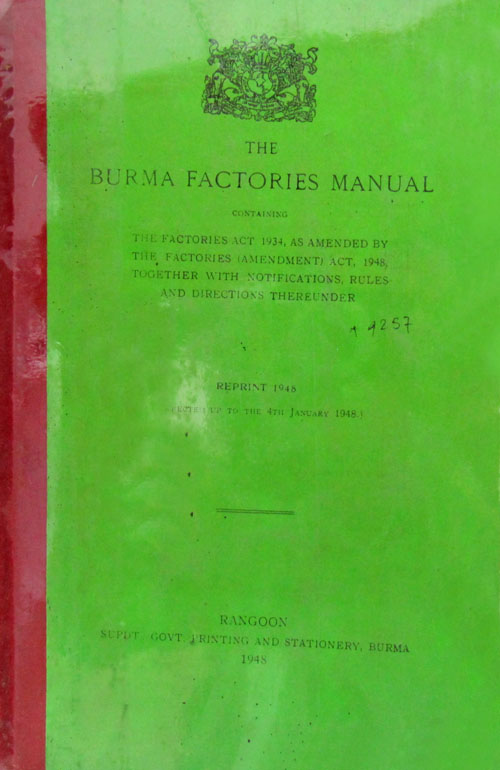 THE
BURMA FACTORIES MANUAL
CONTAINING
THE FACTORIES ACT 1934, AS AMENDED BY
THE FACTORIES (AMENDMENT) ACT, 1948,
TOGETHER WITH NOTIFICATIONS, RULES
AND DIRECTIONS THEREUNDER
9257
REPRINT 1948
UP TO THE 4TH JANUARY 1948.)
RANGOON
SUPDT. GOVT. PRINTING AND STATIONERY, BURMA
1948